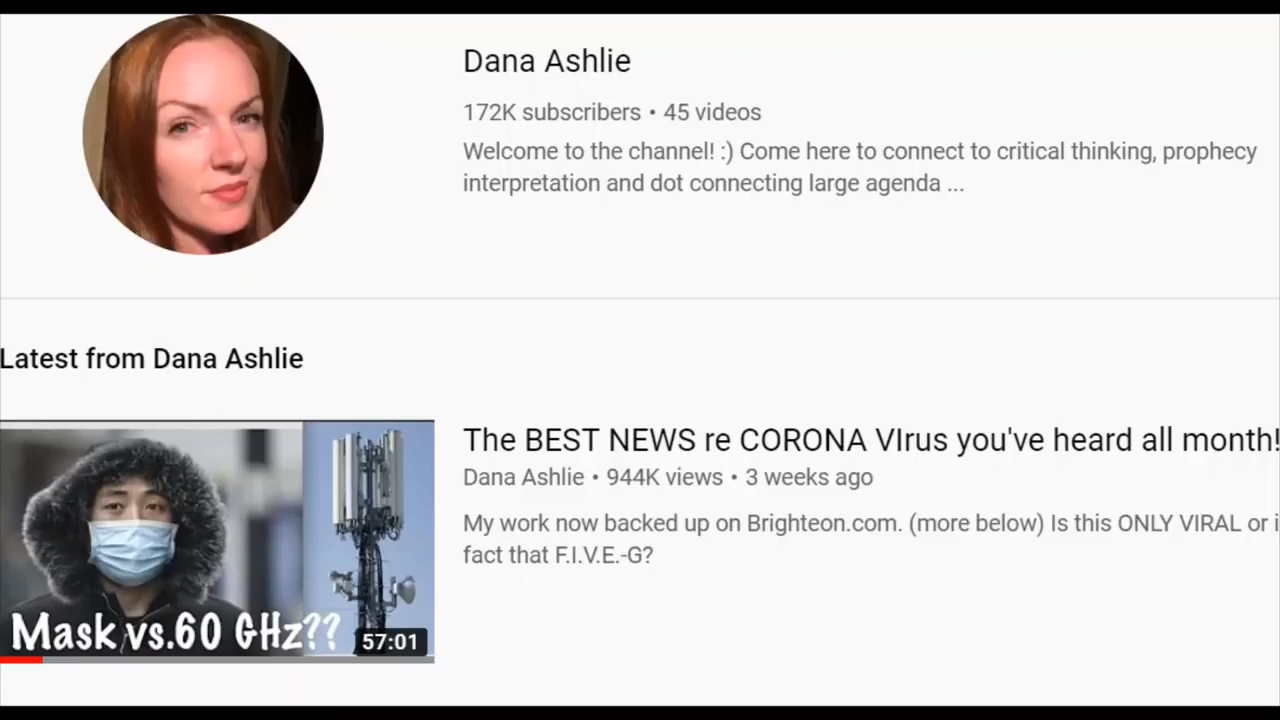 Dana Ashlie
172K subscribers • 45 videos
Welcome to the channel! :) Come here to connect to critical thinking, prophecy
interpretation and dot connecting large agenda ...
Latest from Dana Ashlie
The BEST NEWS re CORONA VIrus you've heard all month!
Dana Ashlie • 944K views • 3 weeks ago
My work now backed up on Brighteon.com. (more below) Is this ONLY VIRAL or
fact that F.I.V.E.-G?
Mask vs.60 GHz??
57:01